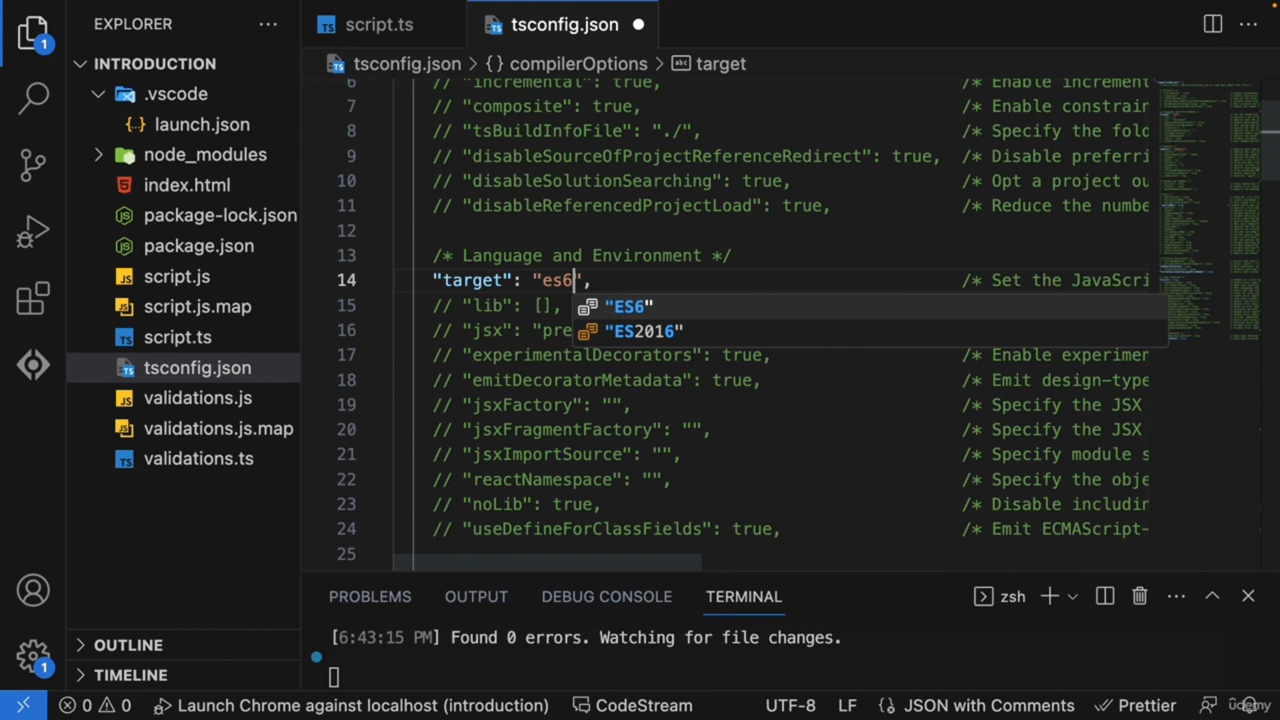 EXPLORER
script.ts
tsconfig.json
INTRODUCTION
tsconfig.json > {} compilerOptions > target
.vscode
launch.json
node_modules
index.html
package-lock.json
package.json
script.js
script.js.map
script.ts
tsconfig.json
validations.js
validations.js.map
validations.ts
OUTLINE
TIMELINE
6 // "incremental": true, /* Enable increment
7 // "composite": true, /* Enable constrain
8 // "tsBuildInfoFile": "./", /* Specify the fold
9 // "disableSourceOfProjectReferenceRedirect": true, /* Disable preferri
10 // "disableSolutionSearching": true, /* Opt a project ou
11 // "disableReferencedProjectLoad": true, /* Reduce the numbe
12
13 /* Language and Environment */
14 "target": "es6", /* Set the JavaScri
15 // "lib": [],
"ES6"
16 // "jsx": "pre
"ES2016"
17 // "experimentalDecorators": true, /* Enable experimen
18 // "emitDecoratorMetadata": true, /* Emit design-type
19 // "jsxFactory": "", /* Specify the JSX
20 // "jsxFragmentFactory": "", /* Specify the JSX
21 // "jsxImportSource": "", /* Specify module s
22 // "reactNamespace": "", /* Specify the obje
23 // "noLib": true, /* Disable includin
24 // "useDefineForClassFields": true, /* Emit ECMAScript-
25
PROBLEMS OUTPUT DEBUG CONSOLE TERMINAL zsh
[6:43:15 PM] Found 0 errors. Watching for file changes.
1
1
0 0 Launch Chrome against localhost (introduction) CodeStream UTF-8 LF JSON with Comments Prettier
udemy